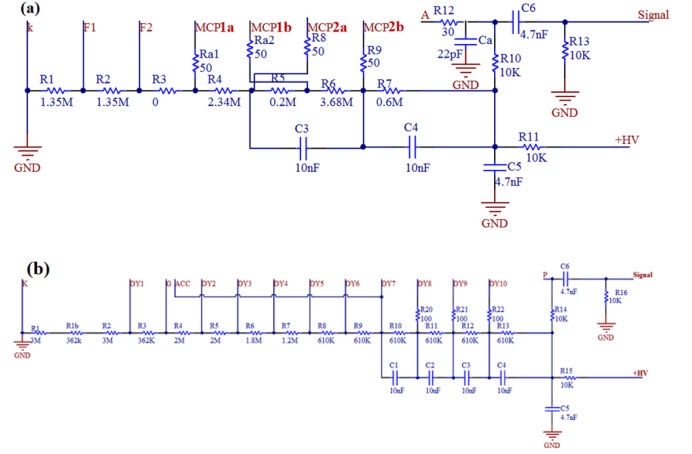 (a)
k F1 F2 MCP1a MCP1b MCP2a MCP2b A R12 C6 Signal
Ra1 50 Ra2 50 R8 50 R9 50 30 Ca 22pF 4.7nF R10 10K R13 10K
GND GND
R1 R2 R3 R4 R5 R6 R7
1.35M 1.35M 0 2.34M 0.2M 3.68M 0.6M
C3 C4 R11 +HV
GND 10nF 10nF C5 4.7nF 10K
GND
(b)
K DY1 G ACC DY2 DY3 DY4 DY5 DY6 DY7 DY8 DY9 DY10 P C6 Signal
4.7nF R16 10K
R20 100 R21 100 R22 100 R14 10K
GND
R1 R1b R2 R3 R4 R5 R6 R7 R8 R9 R10 R11 R12 R13
3M 362k 3M 362K 2M 2M 1.8M 1.2M 610K 610K 610K 610K 610K 610K
GND
C1 C2 C3 C4 R15 +HV
10nF 10nF 10nF 10nF 10K
C5
4.7nF
GND